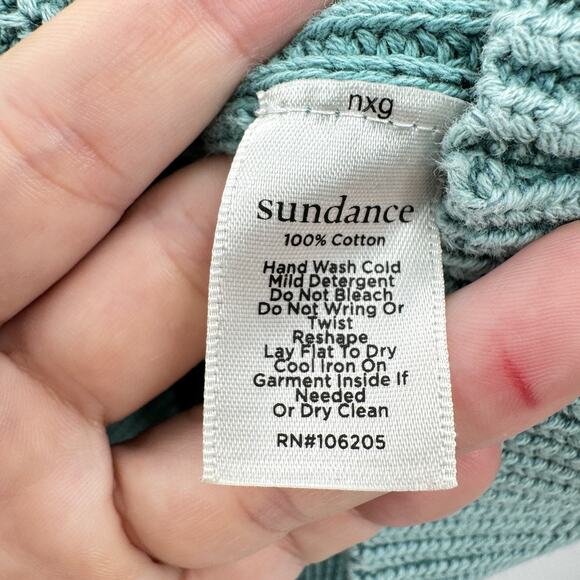 nxg
sundance
100% Cotton
Hand Wash Cold
Mild Detergent
Do Not Bleach
Do Not Wring Or
Twist
Reshape
Lay Flat To Dry
Cool Iron On
Garment Inside If
Needed
Or Dry Clean
RN#106205